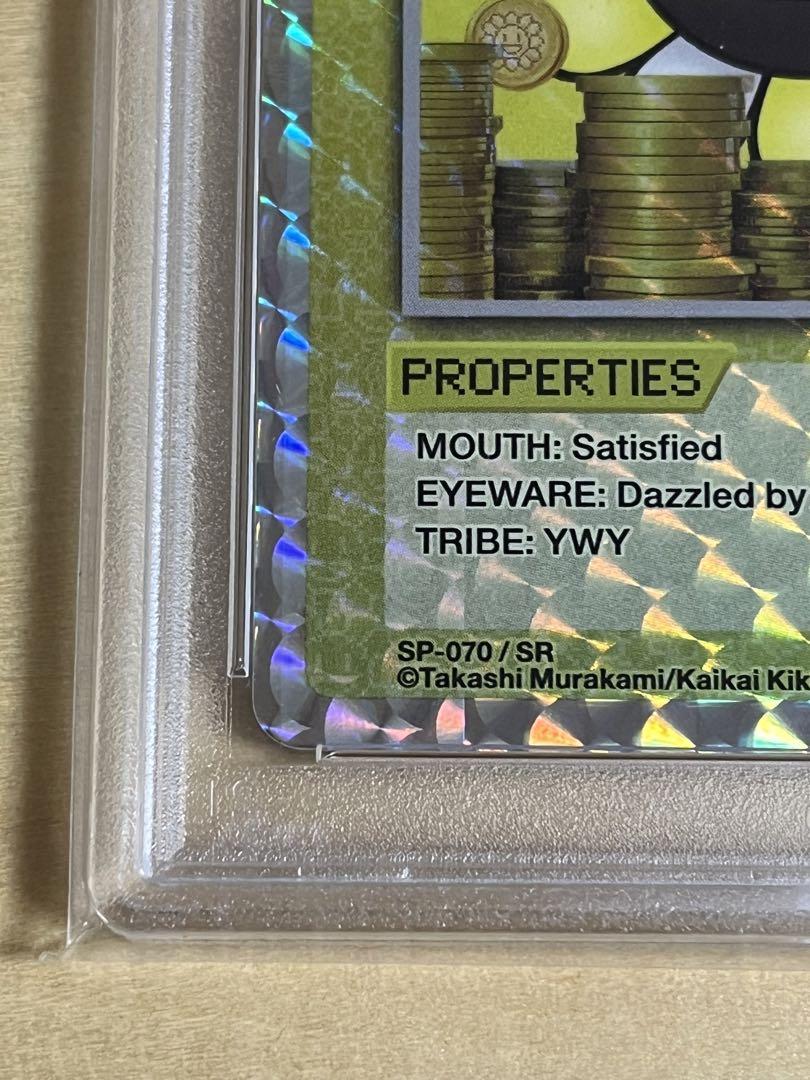 PROPERTIES
MOUTH: Satisfied
EYEWARE: Dazzled by
TRIBE: YWY
SP-070 / SR
©Takashi Murakami/Kaikai Kik